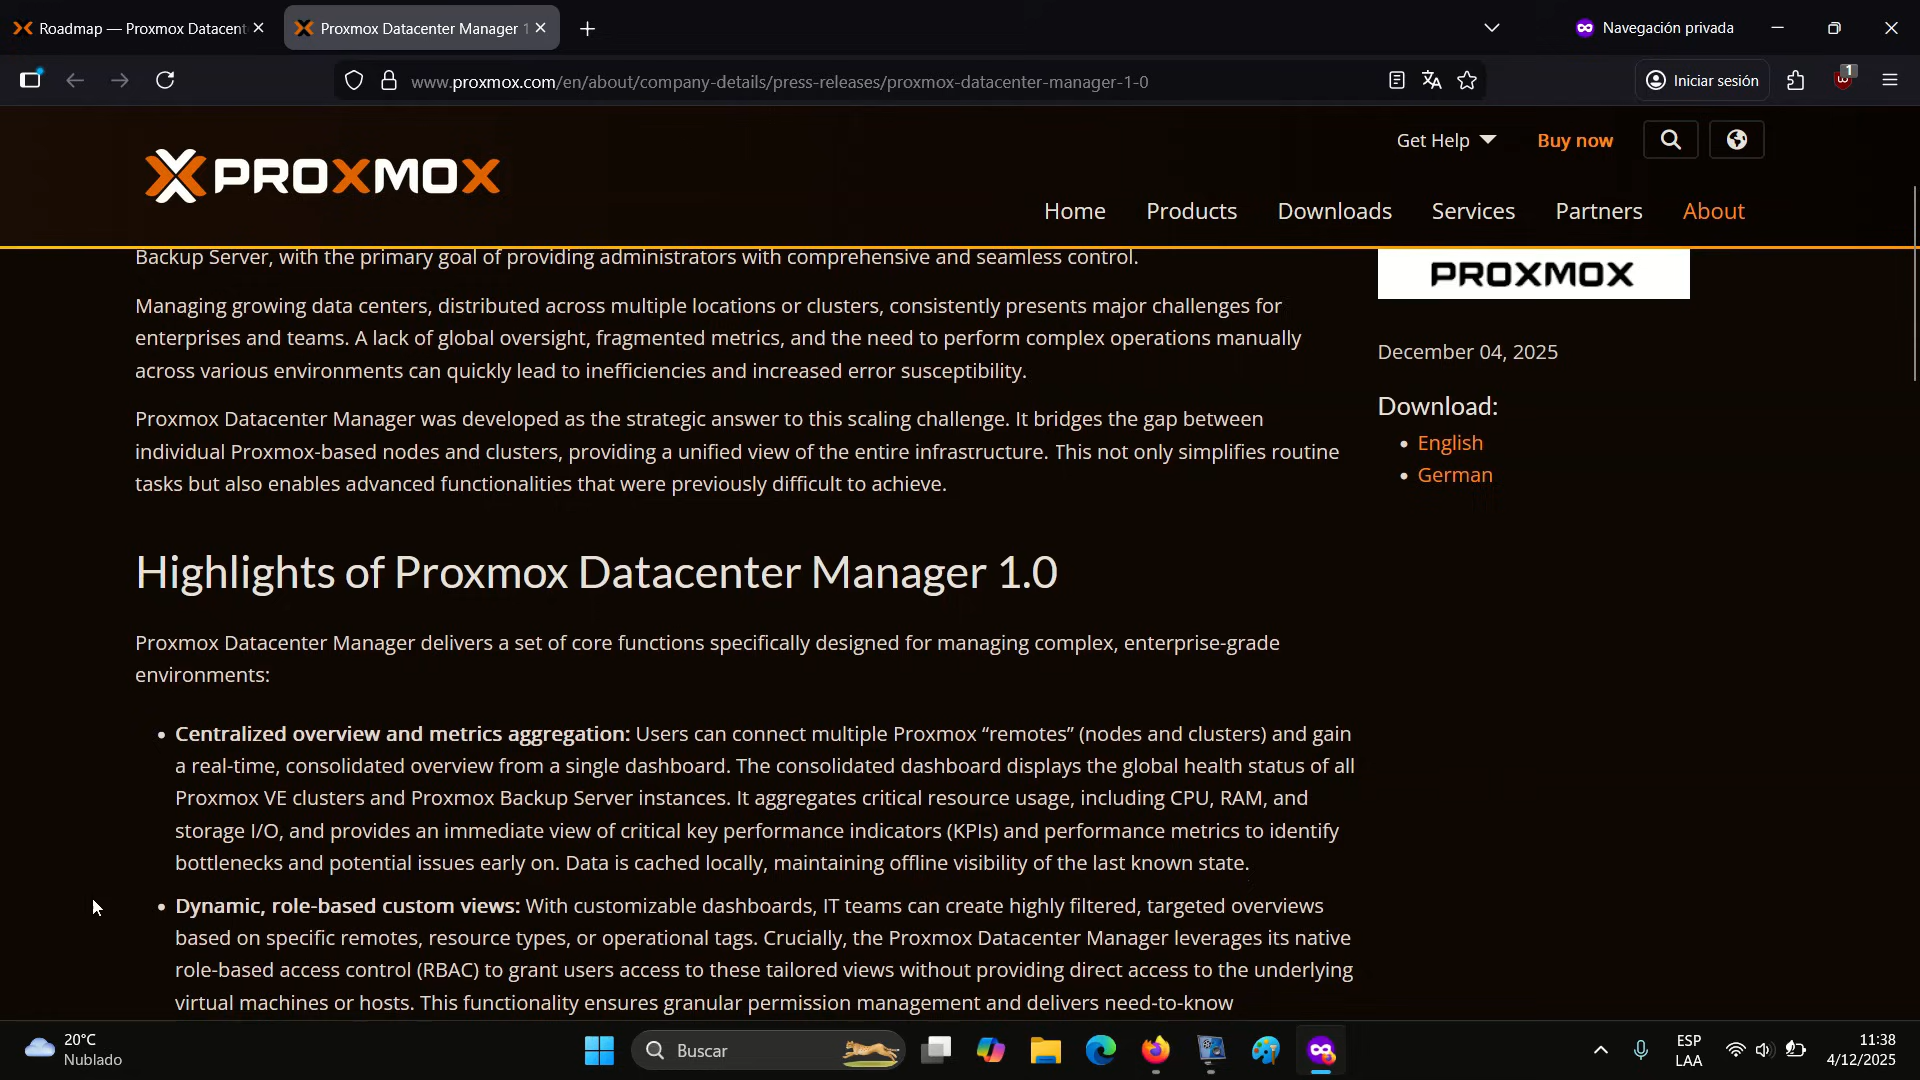 Roadmap — Proxmox Datacent
Proxmox Datacenter Manager 1
Navegación privada
www.proxmox.com/en/about/company-details/press-releases/proxmox-datacenter-manager-1-0
Iniciar sesión
1
PROXMOX
Get Help
Buy now
Home
Products
Downloads
Services
Partners
About
Backup Server, with the primary goal of providing administrators with comprehensive and seamless control.
Managing growing data centers, distributed across multiple locations or clusters, consistently presents major challenges for
enterprises and teams. A lack of global oversight, fragmented metrics, and the need to perform complex operations manually
across various environments can quickly lead to inefficiencies and increased error susceptibility.
Proxmox Datacenter Manager was developed as the strategic answer to this scaling challenge. It bridges the gap between
individual Proxmox-based nodes and clusters, providing a unified view of the entire infrastructure. This not only simplifies routine
tasks but also enables advanced functionalities that were previously difficult to achieve.
Highlights of Proxmox Datacenter Manager 1.0
Proxmox Datacenter Manager delivers a set of core functions specifically designed for managing complex, enterprise-grade
environments:
• Centralized overview and metrics aggregation: Users can connect multiple Proxmox “remotes” (nodes and clusters) and gain
a real-time, consolidated overview from a single dashboard. The consolidated dashboard displays the global health status of all
Proxmox VE clusters and Proxmox Backup Server instances. It aggregates critical resource usage, including CPU, RAM, and
storage I/O, and provides an immediate view of critical key performance indicators (KPIs) and performance metrics to identify
bottlenecks and potential issues early on. Data is cached locally, maintaining offline visibility of the last known state.
• Dynamic, role-based custom views: With customizable dashboards, IT teams can create highly filtered, targeted overviews
based on specific remotes, resource types, or operational tags. Crucially, the Proxmox Datacenter Manager leverages its native
role-based access control (RBAC) to grant users access to these tailored views without providing direct access to the underlying
virtual machines or hosts. This functionality ensures granular permission management and delivers need-to-know
PROXMOX
December 04, 2025
Download:
• English
• German
20°C
Nublado
Buscar
ESP
LAA
11:38
4/12/2025